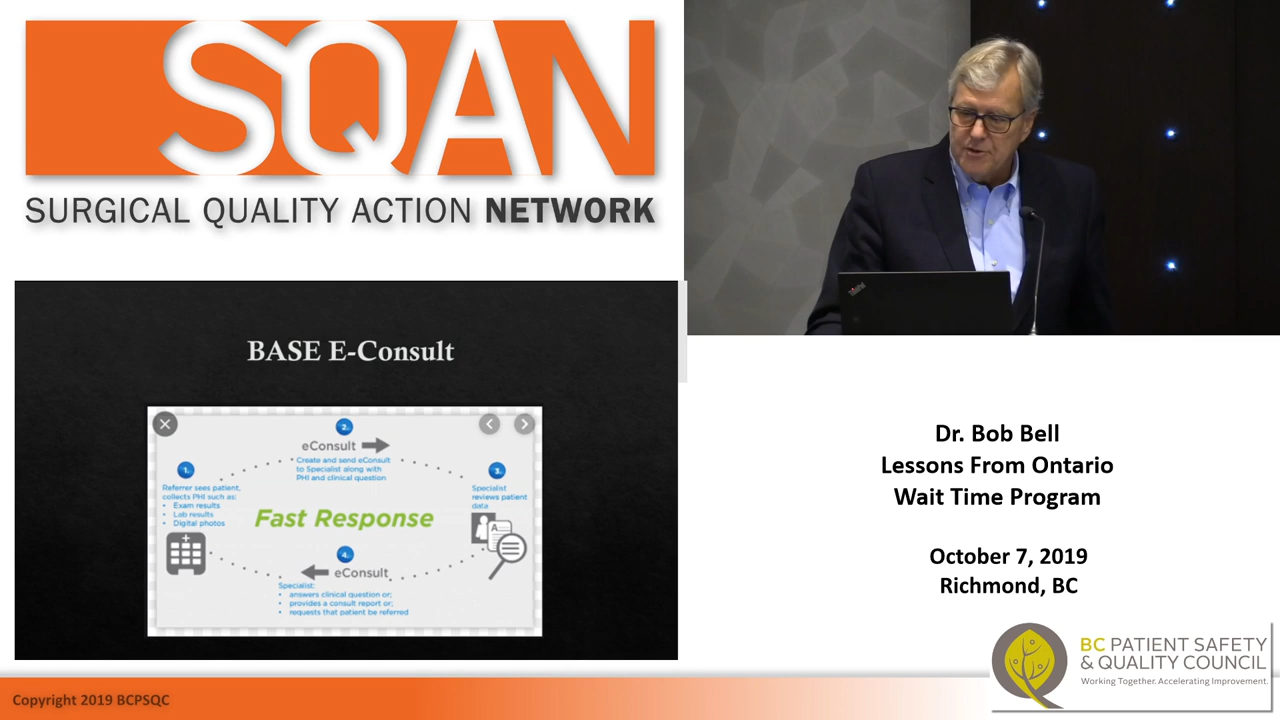 SQAN
SURGICAL QUALITY ACTION NETWORK
BASE E-Consult
2.
eConsult
Create and send eConsult
to Specialist along with
PHI and clinical question
1.
Referrer sees patient,
collects PHI such as:
• Exam results
• Lab results
• Digital photos
3.
Specialist
reviews patient
data
A
Fast Response
4.
eConsult
Specialist:
• answers clinical question or;
• provides a consult report or;
• requests that patient be referred
ThinkPad
Dr. Bob Bell
Lessons From Ontario
Wait Time Program
October 7, 2019
Richmond, BC
BC PATIENT SAFETY
& QUALITY COUNCIL
Working Together. Accelerating Improvement.
Copyright 2019 BCPSQC